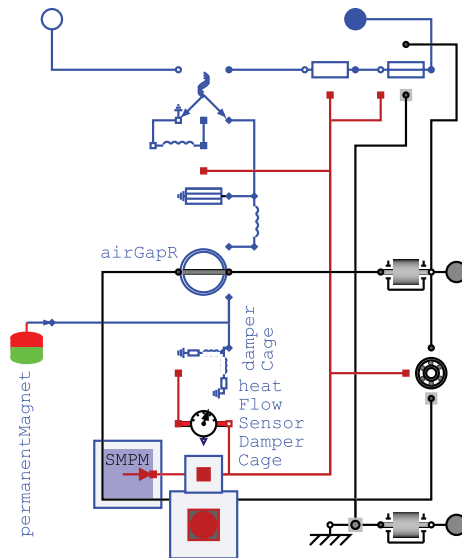 airGapR
damper
Cage
heat
Flow
Sensor
Damper
Cage
permanentMagnet
SMPM